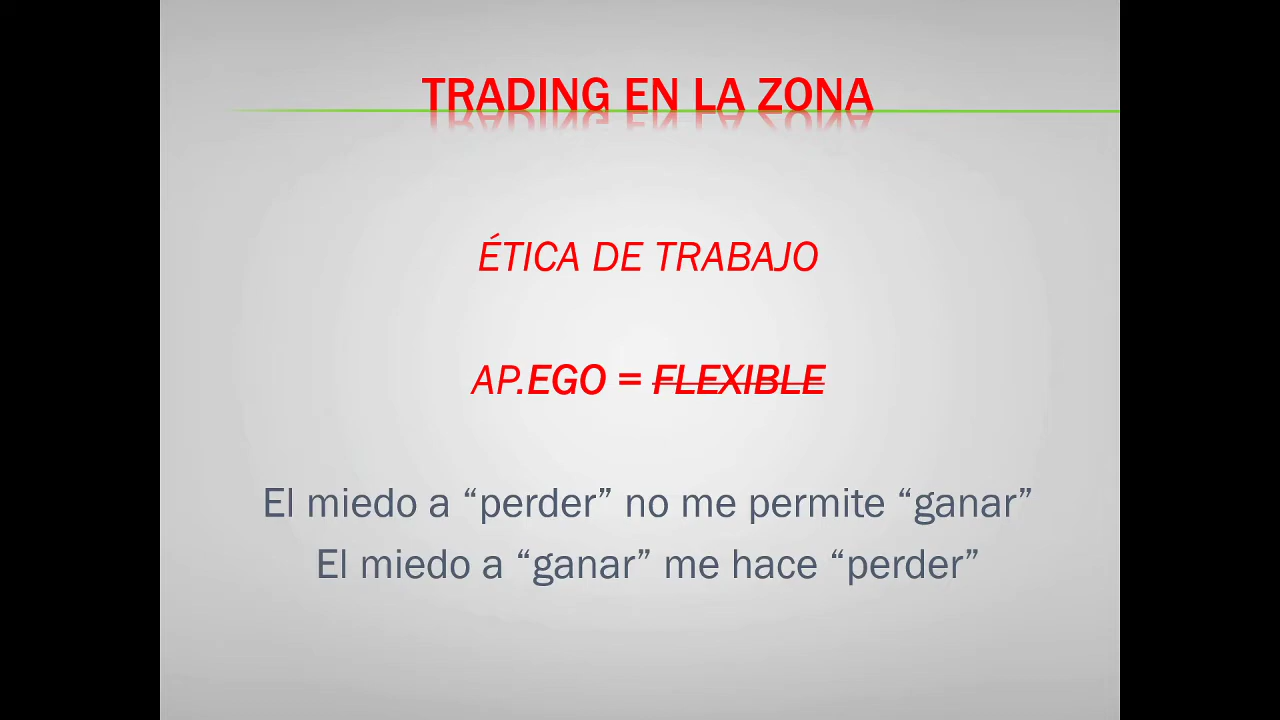 TRADING EN LA ZONA
ÉTICA DE TRABAJO
AP.EGO = FLEXIBLE
El miedo a “perder” no me permite “ganar”
El miedo a “ganar” me hace “perder”